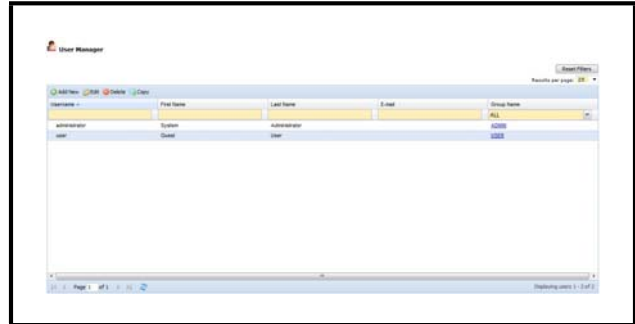 User Manager
Reset Filters
Results per page: 25
Add New Edit Delete Copy
Username First Name Last Name E-mail Group Name
ALL
administrator System Administrator ADMIN
user Guest User USER
Page 1 of 1 Displaying users 1 - 2 of 2